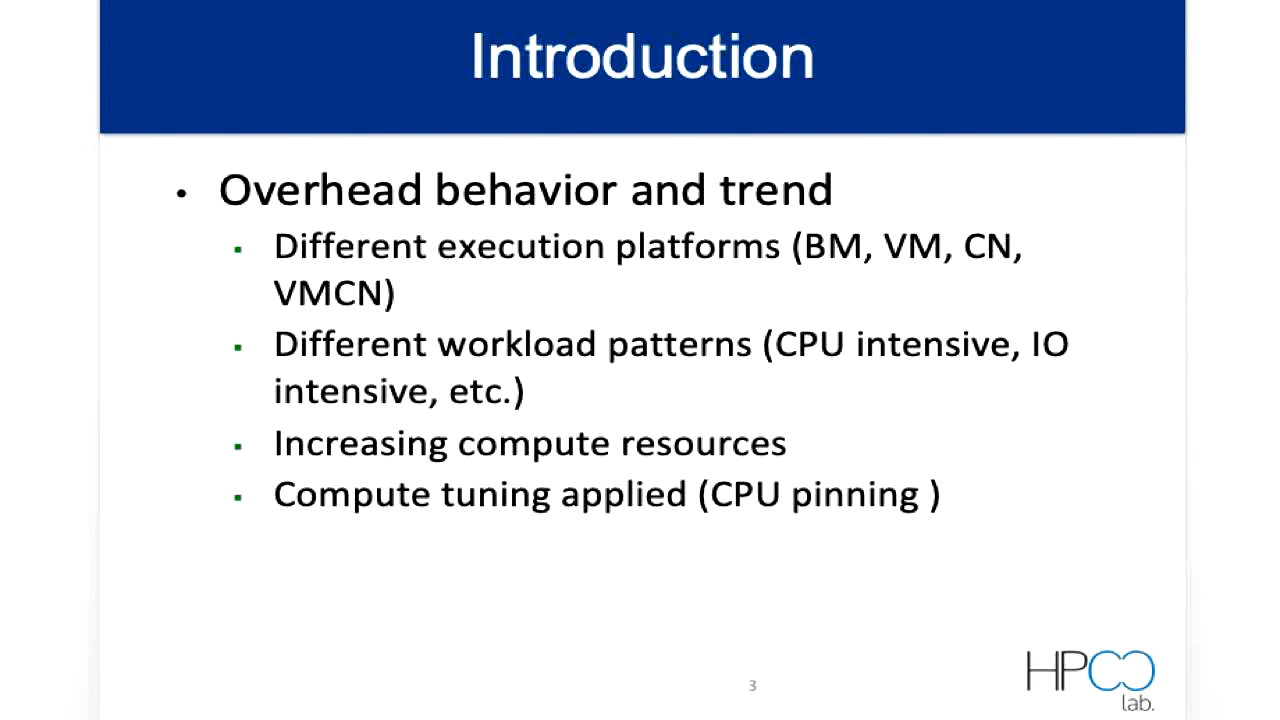 Introduction
• Overhead behavior and trend
▪ Different execution platforms (BM, VM, CN,
VMCN)
▪ Different workload patterns (CPU intensive, IO
intensive, etc.)
▪ Increasing compute resources
▪ Compute tuning applied (CPU pinning )
3
HPCC
lab.